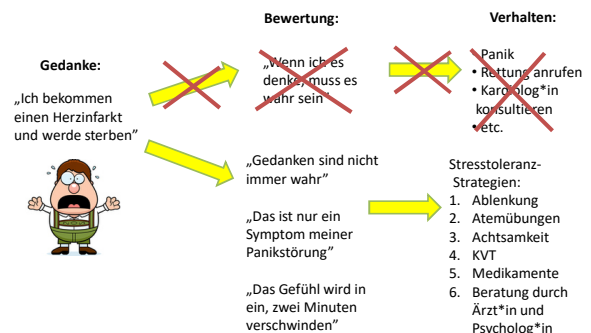 Bewertung:
Verhalten:
Gedanke:
„Ich bekommen
einen Herzinfarkt
und werde sterben”
„Wenn ich es
denke, muss es
wahr sein”
Panik
• Rettung anrufen
• Kardiolog*in
konsultieren
• etc.
„Gedanken sind nicht
immer wahr”
„Das ist nur ein
Symptom meiner
Panikstörung”
„Das Gefühl wird in
ein, zwei Minuten
verschwinden”
Stresstoleranz-
Strategien:
1. Ablenkung
2. Atemübungen
3. Achtsamkeit
4. KVT
5. Medikamente
6. Beratung durch
Ärzt*in und
Psycholog*in